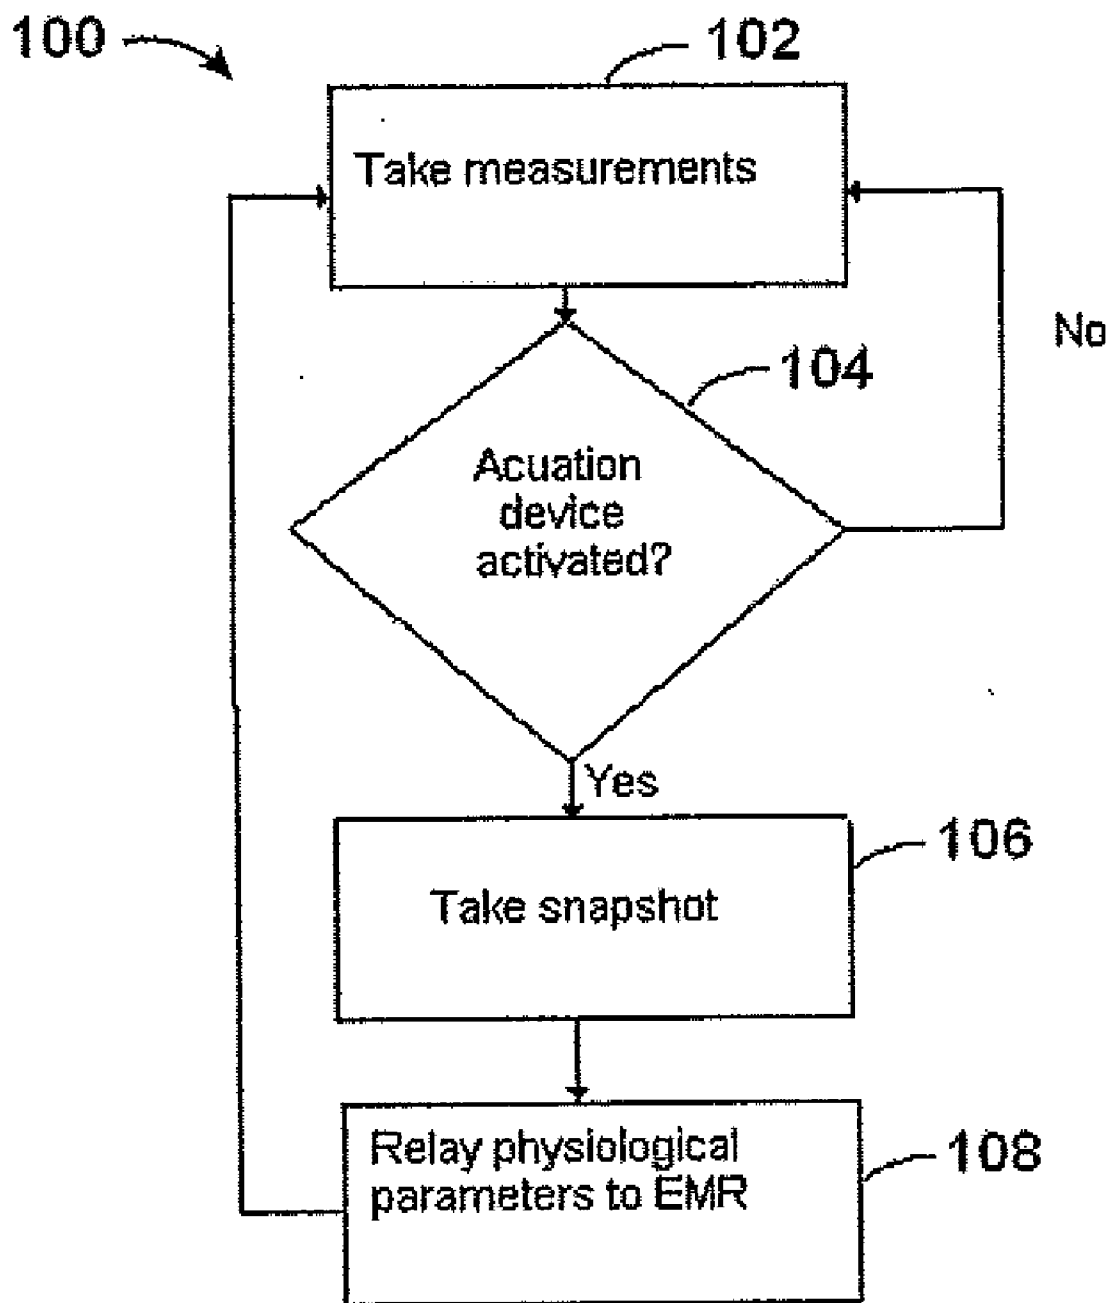 100
102
Take measurements
No
104
Acuation
device
activated?
Yes
106
Take snapshot
Relay physiological
parameters to EMR
108